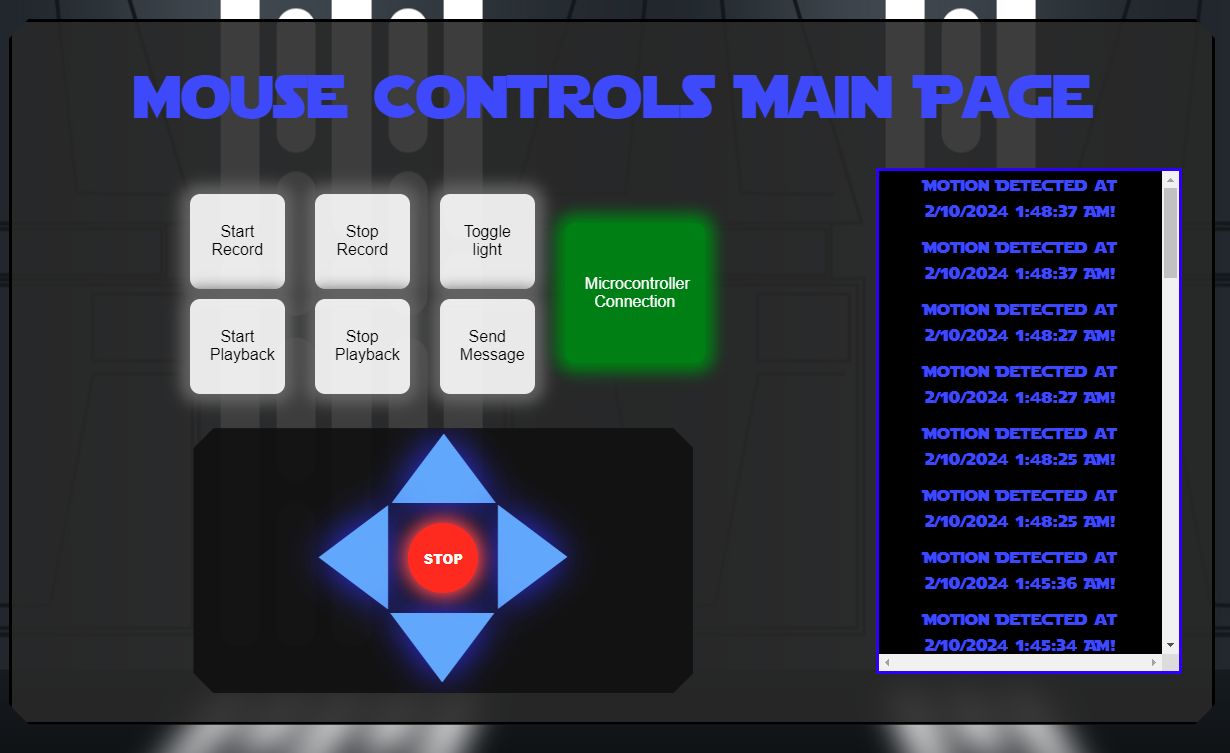 Mouse Controls Main Page
Start
Record
Stop
Record
Toggle
light
Start
Playback
Stop
Playback
Send
Message
Microcontroller
Connection
STOP
Motion Detected at
2/10/2024 1:48:37 AM!
Motion Detected at
2/10/2024 1:48:37 AM!
Motion Detected at
2/10/2024 1:48:27 AM!
Motion Detected at
2/10/2024 1:48:27 AM!
Motion Detected at
2/10/2024 1:48:25 AM!
Motion Detected at
2/10/2024 1:48:25 AM!
Motion Detected at
2/10/2024 1:45:36 AM!
Motion Detected at
2/10/2024 1:45:34 AM!